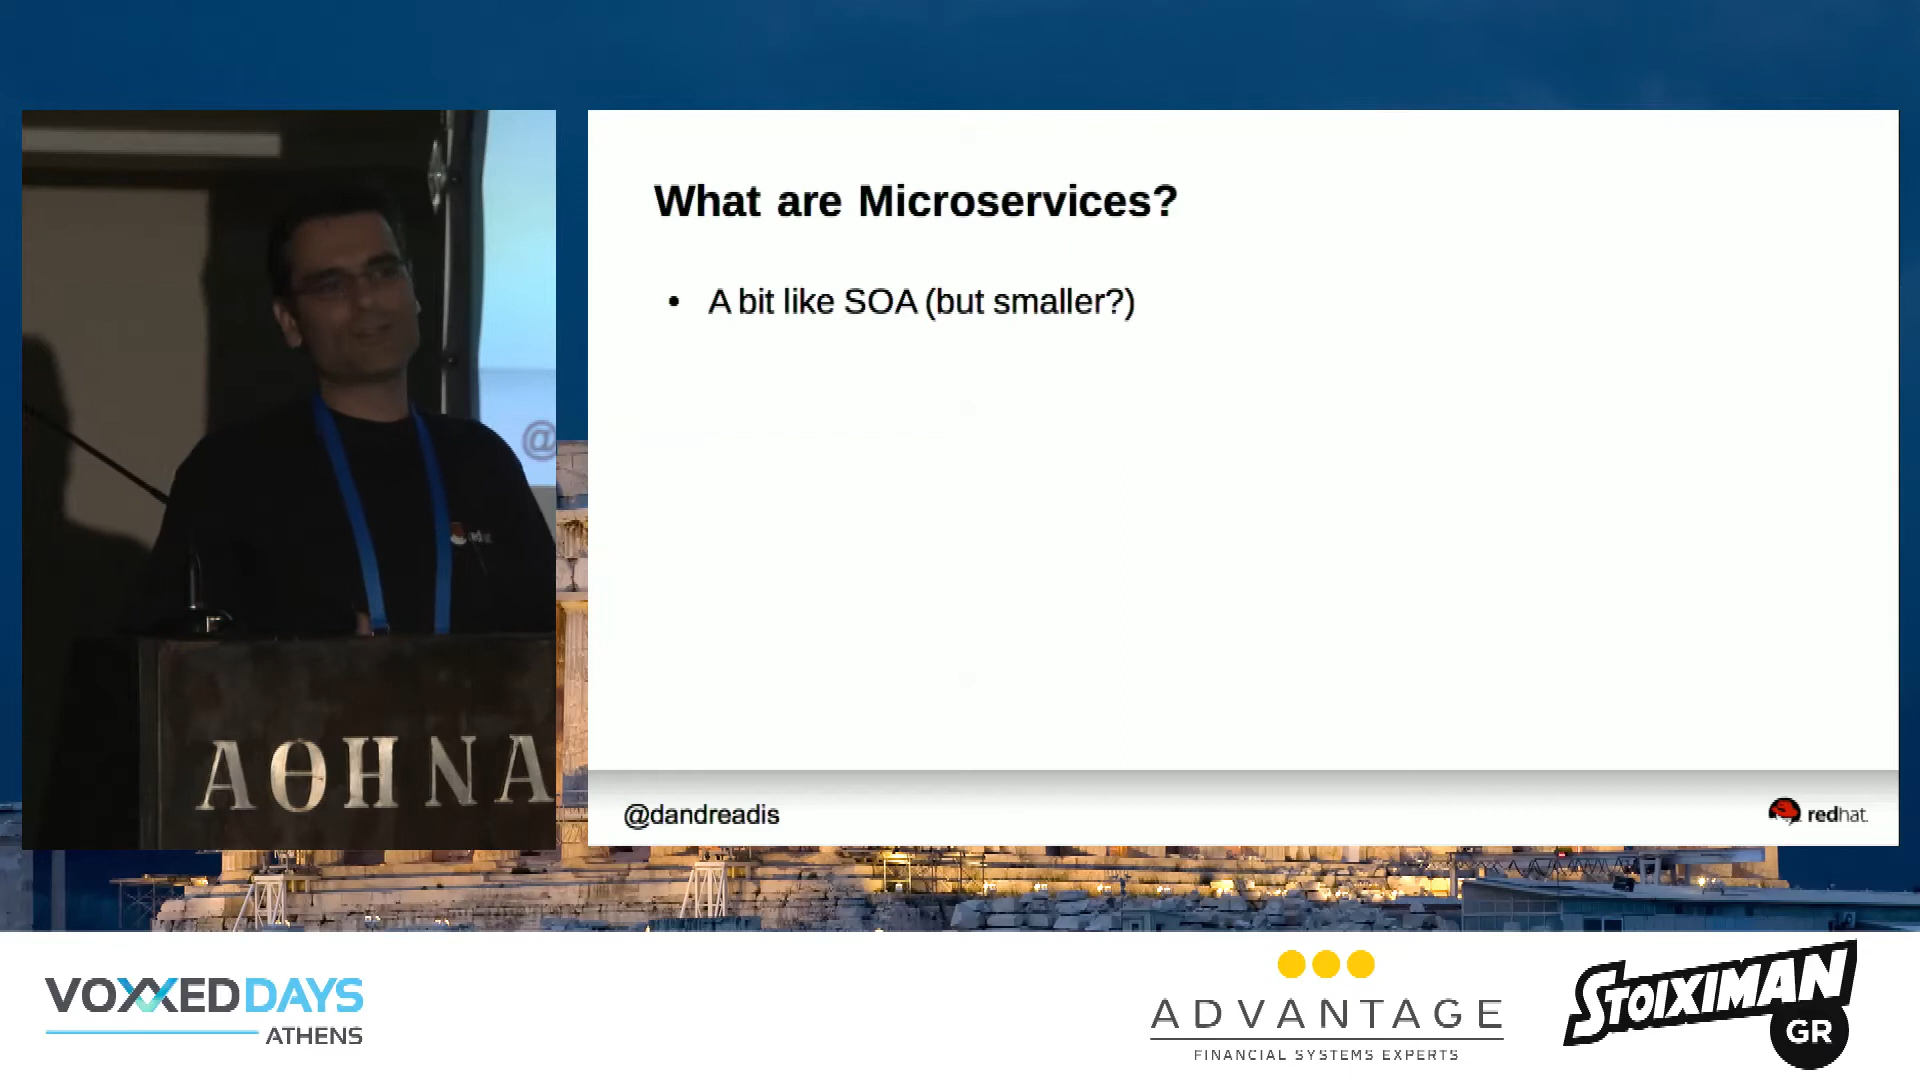 What are Microservices?
• A bit like SOA (but smaller?)
@dandreadis
redhat.
@
redhat
ΑΘΗΝΑ
VOXXEDDAYS
ATHENS
ADVANTAGE
FINANCIAL SYSTEMS EXPERTS
STOIXIMAN
GR